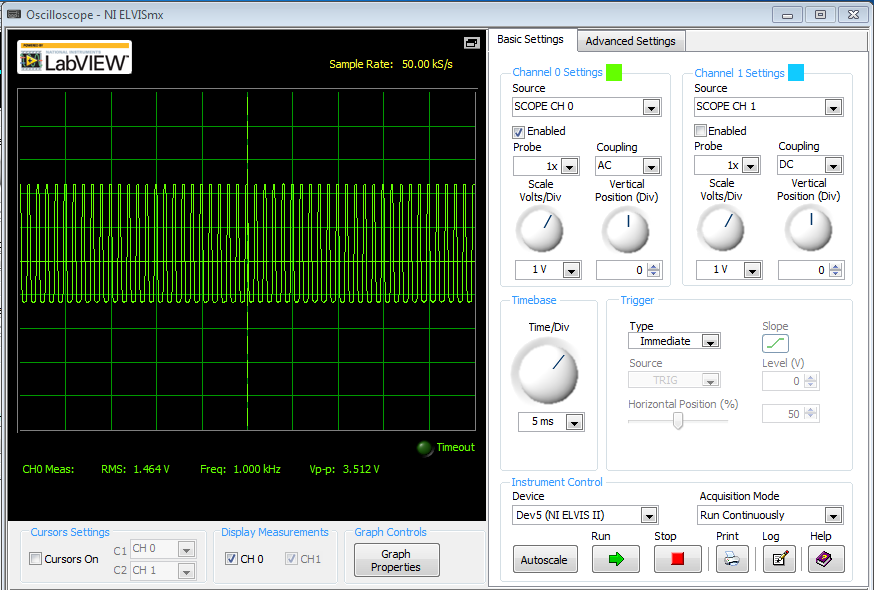 Oscilloscope - NI ELVISmx
POWERED BY
NATIONAL INSTRUMENTS
LabVIEW™
Sample Rate: 50.00 kS/s
Timeout
CH0 Meas: RMS: 1.464 V Freq: 1.000 kHz Vp-p: 3.512 V
Cursors Settings
Cursors On
C1 CH 0
C2 CH 1
Display Measurements
CH 0 CH1
Graph Controls
Graph
Properties
Basic Settings Advanced Settings
Channel 0 Settings
Source
SCOPE CH 0
Enabled
Probe Coupling
1x AC
Scale
Volts/Div
Vertical
Position (Div)
1 V 0
Channel 1 Settings
Source
SCOPE CH 1
Enabled
Probe Coupling
1x DC
Scale
Volts/Div
Vertical
Position (Div)
1 V 0
Timebase
Time/Div
5 ms
Trigger
Type
Immediate
Source
TRIG
Horizontal Position (%)
Slope
Level (V)
0
50
Instrument Control
Device
Dev5 (NI ELVIS II)
Acquisition Mode
Run Continuously
Autoscale
Run Stop Print Log Help